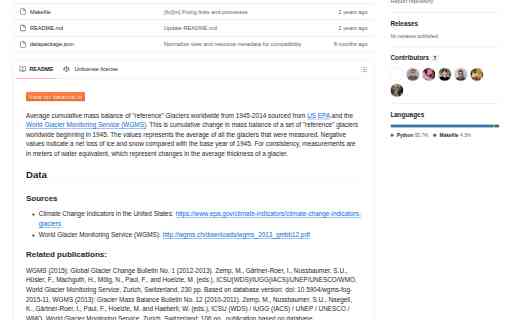 Makefile [fix][xs] Fixing links and processes 2 years ago
README.md Update README.md 2 years ago
datapackage.json Normalize views and resource metadata for compatibility 8 months ago
README Unlicense license
Average cumulative mass balance of "reference" Glaciers worldwide from 1945-2014 sourced from US EPA and the
World Glacier Monitoring Service (WGMS). This is cumulative change in mass balance of a set of "reference" glaciers
worldwide beginning in 1945. The values represents the average of all the glaciers that were measured. Negative
values indicate a net loss of ice and snow compared with the base year of 1945. For consistency, measurements are
in meters of water equivalent, which represent changes in the average thickness of a glacier.
Data
Sources
• Climate Change Indicators in the United States: https://www.epa.gov/climate-indicators/climate-change-indicators-
glaciers
• World Glacier Monitoring Service (WGMS): http://wgms.ch/downloads/wgms_2013_gmbb12.pdf
Related publications:
WGMS (2015): Global Glacier Change Bulletin No. 1 (2012-2013). Zemp, M., Gärtner-Roer, I., Nussbaumer, S.U.,
Hüsler, F., Machguth, H., Mölg, N., Paul, F., and Hoelzle, M. (eds.), ICSU(WDS)/IUGG(IACS)/UNEP/UNESCO/WMO,
World Glacier Monitoring Service, Zurich, Switzerland, 230 pp. Based on database version: doi:10.5904/wgms-fog-
2015-11. WGMS (2013): Glacier Mass Balance Bulletin No. 12 (2010-2011). Zemp, M., Nussbaumer, S.U., Naegeli,
K., Gärtner-Roer, I., Paul, F., Hoelzle, M. and Haeberli, W. (eds.), ICSU (WDS) / IUGG (IACS) / UNEP / UNESCO /
WMO, World Glacier Monitoring Service, Zurich, Switzerland: 106 pp., publication based on database
Report repository
Releases
No releases published
Contributors 7
Languages
Python 95.7% Makefile 4.3%